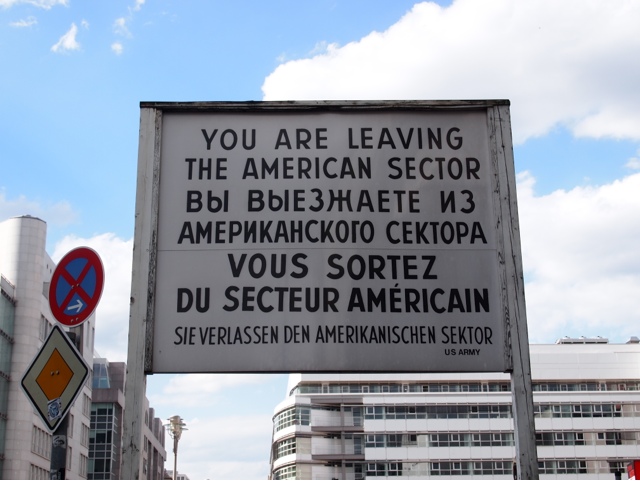 YOU ARE LEAVING
THE AMERICAN SECTOR
ВЫ ВЫЕЗЖАЕТЕ ИЗ
АМЕРИКАНСКОГО СЕКТОРА
VOUS SORTEZ
DU SECTEUR AMÉRICAIN
SIE VERLASSEN DEN AMERIKANISCHEN SEKTOR
US ARMY